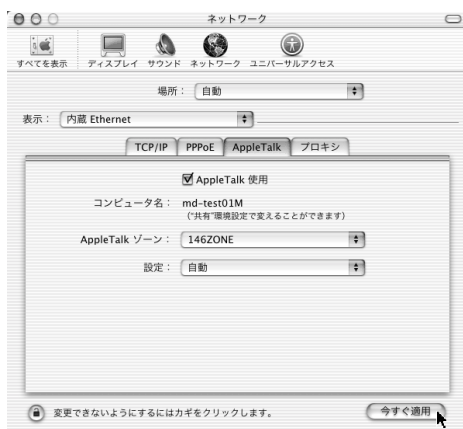 ネットワーク
すべてを表示 ディスプレイ サウンド ネットワーク ユニバーサルアクセス
場所： 自動
表示： 内蔵 Ethernet
TCP/IP PPPoE AppleTalk プロキシ
AppleTalk 使用
コンピュータ名： md-test01M
（“共有”環境設定で変えることができます）
AppleTalk ゾーン： 146ZONE
設定： 自動
変更できないようにするにはカギをクリックします。 今すぐ適用